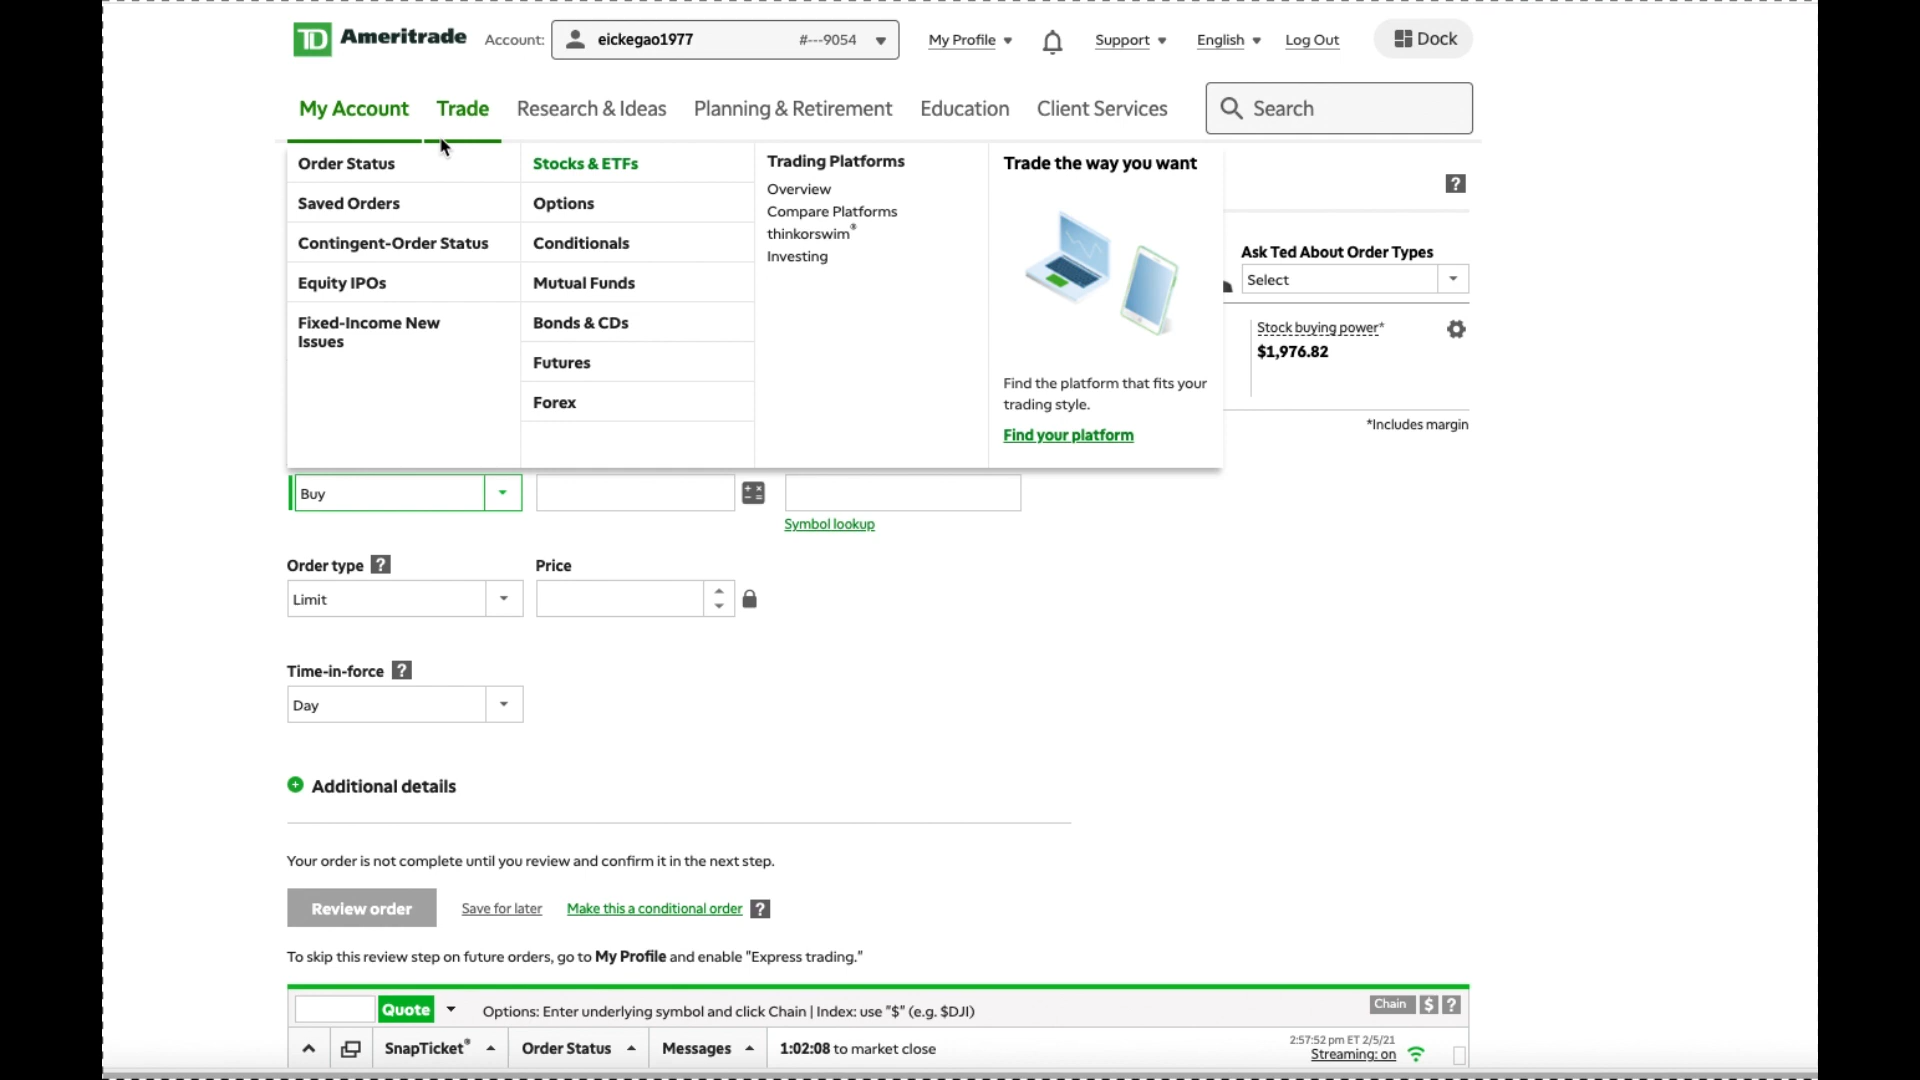 TD Ameritrade Account: eickegao1977 #---9054 My Profile Support English Log Out Dock
My Account Trade Research & Ideas Planning & Retirement Education Client Services Search
Order Status
Saved Orders
Contingent-Order Status
Equity IPOs
Fixed-Income New
Issues
Stocks & ETFs
Options
Conditionals
Mutual Funds
Bonds & CDs
Futures
Forex
Trading Platforms
Overview
Compare Platforms
thinkorswim®
Investing
Trade the way you want
Find the platform that fits your
trading style.
Find your platform
?
Ask Ted About Order Types
Select
Stock buying power*
$1,976.82
*Includes margin
Buy
Symbol lookup
Order type ? Price
Limit
Time-in-force ?
Day
Additional details
Your order is not complete until you review and confirm it in the next step.
Review order Save for later Make this a conditional order ?
To skip this review step on future orders, go to My Profile and enable "Express trading."
Quote Options: Enter underlying symbol and click Chain | Index: use "$" (e.g. $DJI) Chain $ ?
SnapTicket® Order Status Messages 1:02:08 to market close
2:57:52 pm ET 2/5/21
Streaming: on